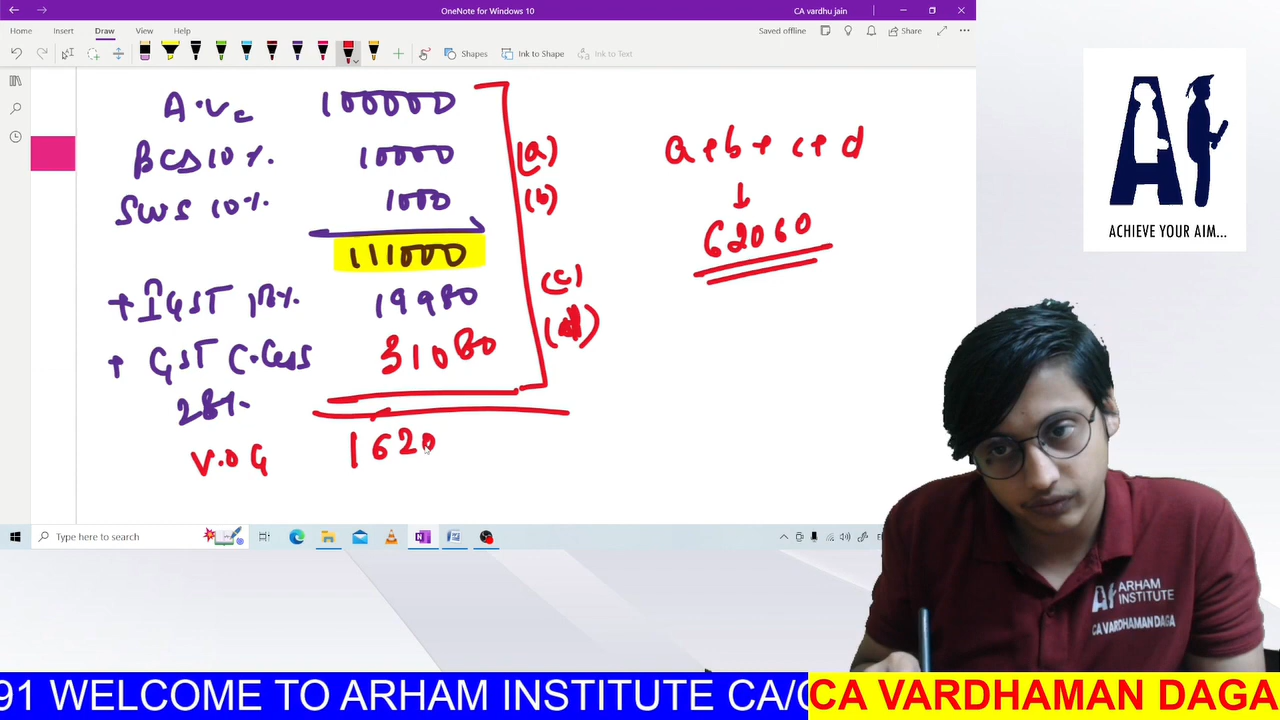 OneNote for Windows 10
CA vardhu jain
Home Insert Draw View Help
Saved offline
Share
Shapes
Ink to Shape
Ink to Text
A.Vc 100000
BCD 10% 10000 (a)
SWS 10% 1000 (b)
111000
+ IGST 18% 19980 (c)
+ GST C.Cess 31080 (d)
28%
V.O G 1620
a + b + c + d
62060
ACHIEVE YOUR AIM...
Type here to search
ARHAM
INSTITUTE
CA VARDHAMAN DAGA
91 WELCOME TO ARHAM INSTITUTE CA/
CA VARDHAMAN DAGA